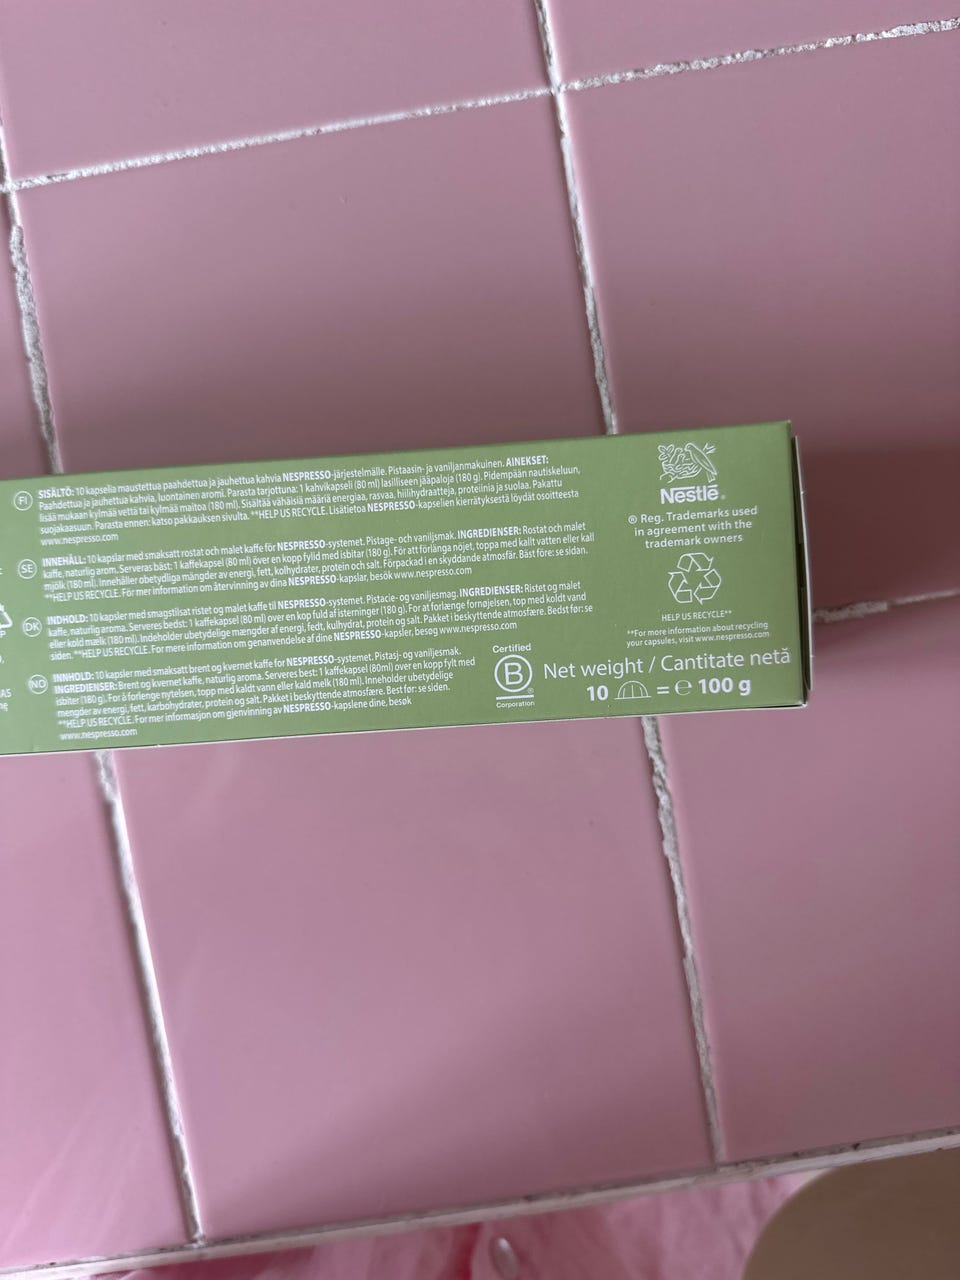 FI
SISÄLTÖ: 10 kapselia maustettua paahdettua ja jauhettua kahvia NESPRESSO-järjestelmälle. Pistaasin- ja vaniljanmakuinen. AINEKSET:
Paahdettua ja jauhettua kahvia, luontainen aromi. Parasta tarjottuna: 1 kahvikapseli (80 ml) lasilliseen jääpaloja (180 g). Pidempään nautiskeluun,
lisää mukaan kylmää vettä tai kylmää maitoa (180 ml). Sisältää vähäisiä määriä energiaa, rasvaa, hiilihydraatteja, proteiinia ja suolaa. Pakattu
suojakaasuun. Parasta ennen: katso pakkauksen sivulta. **HELP US RECYCLE. Lisätietoa NESPRESSO-kapselien kierrätyksestä löydät osoitteesta
www.nespresso.com
SE
INNEHÅLL: 10 kapslar med smaksatt rostat och malet kaffe för NESPRESSO-systemet. Pistage- och vaniljsmak. INGREDIENSER: Rostat och malet
kaffe, naturlig arom. Serveras bäst: 1 kaffekapsel (80 ml) över en kopp fylld med isbitar (180 g). För att förlänga nöjet, toppa med kallt vatten eller kall
mjölk (180 ml). Innehåller obetydliga mängder av energi, fett, kolhydrater, protein och salt. Förpackad i en skyddande atmosfär. Bäst före: se sidan.
**HELP US RECYCLE. För mer information om återvinning av dina NESPRESSO-kapslar, besök www.nespresso.com
DK
INDHOLD: 10 kapsler med smagstilsat ristet og malet kaffe til NESPRESSO-systemet. Pistacie- og vaniljesmag. INGREDIENSER: Ristet og malet
kaffe, naturlig aroma. Serveres bedst: 1 kaffekapsel (80 ml) over en kop fuld af isterninger (180 g). For at forlænge fornøjelsen, top med koldt vand
eller kold mælk (180 ml). Indeholder ubetydelige mængder af energi, fedt, kulhydrat, protein og salt. Pakket i beskyttende atmosfære. Bedst før: se
siden. **HELP US RECYCLE. For mere information om genanvendelse af dine NESPRESSO-kapsler, besøg www.nespresso.com
NO
INNHOLD: 10 kapsler med smaksatt brent og kvernet kaffe for NESPRESSO-systemet. Pistasj- og vaniljesmak.
INGREDIENSER: Brent og kvernet kaffe, naturlig aroma. Serveres best: 1 kaffekapsel (80ml) over en kopp fylt med
isbiter (180 g). For å forlenge nytelsen, topp med kaldt vann eller kald melk (180 ml). Inneholder ubetydelige
mengder av energi, fett, karbohydrater, protein og salt. Pakket i beskyttende atmosfære. Best før: se siden.
**HELP US RECYCLE. For mer informasjon om gjenvinning av NESPRESSO-kapslene dine, besøk
www.nespresso.com
Nestlé®
® Reg. Trademarks used
in agreement with the
trademark owners
HELP US RECYCLE**
**For more information about recycling
your capsules, visit www.nespresso.com
Certified
B
®
Corporation
Net weight / Cantitate netă
10 = ℮ 100 g